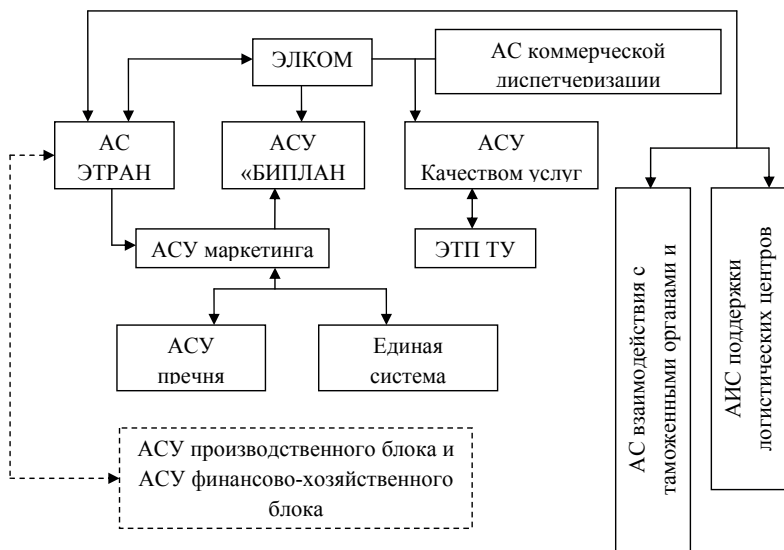 ЭЛКОМ
АС коммерческой
диспетчеризации
АС
ЭТРАН
АСУ
«БИПЛАН
АСУ
Качеством услуг
АСУ маркетинга
ЭТП ТУ
АСУ
пречня
Единая
система
АСУ производственного блока и
АСУ финансово-хозяйственного
блока
АС взаимодействия с
таможенными органами и
АИС поддержки
логистических центров